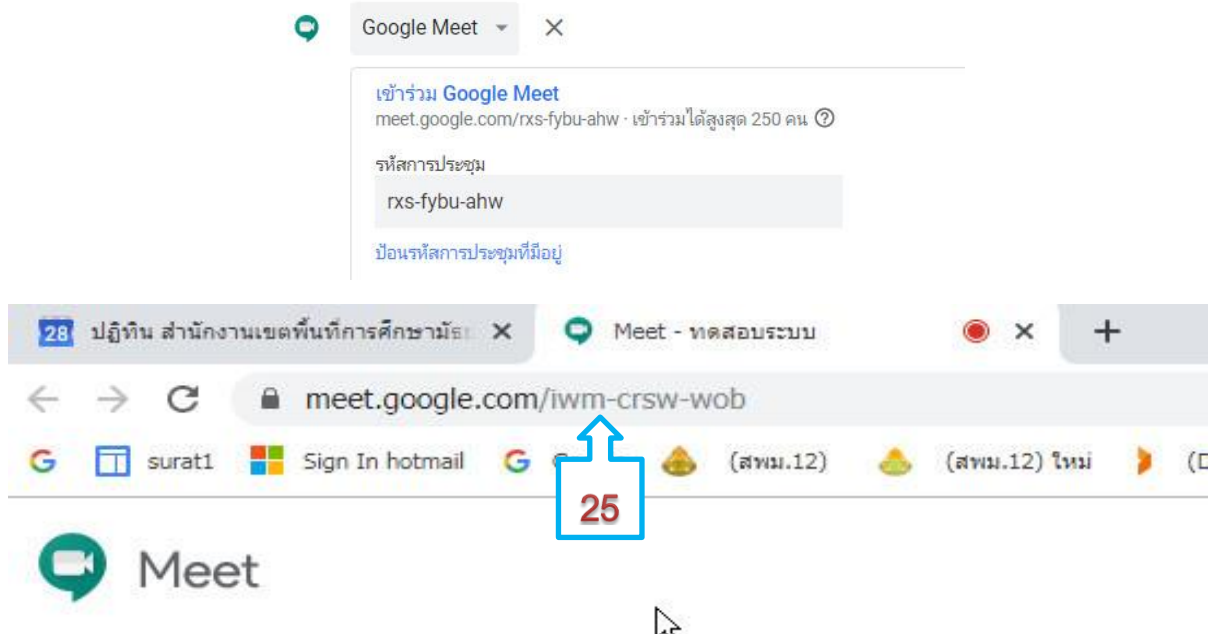 Google Meet
เข้าร่วม Google Meet
meet.google.com/rxs-fybu-ahw · เข้าร่วมได้สูงสุด 250 คน
รหัสการประชุม
rxs-fybu-ahw
ป้อนรหัสการประชุมที่มีอยู่
28 ปฏิทิน สำนักงานเขตพื้นที่การศึกษามัธ Meet - ทดสอบระบบ
meet.google.com/iwm-crsw-wob
surat1 Sign In hotmail (สพม.12) (สพม.12) ใหม่
25
Meet